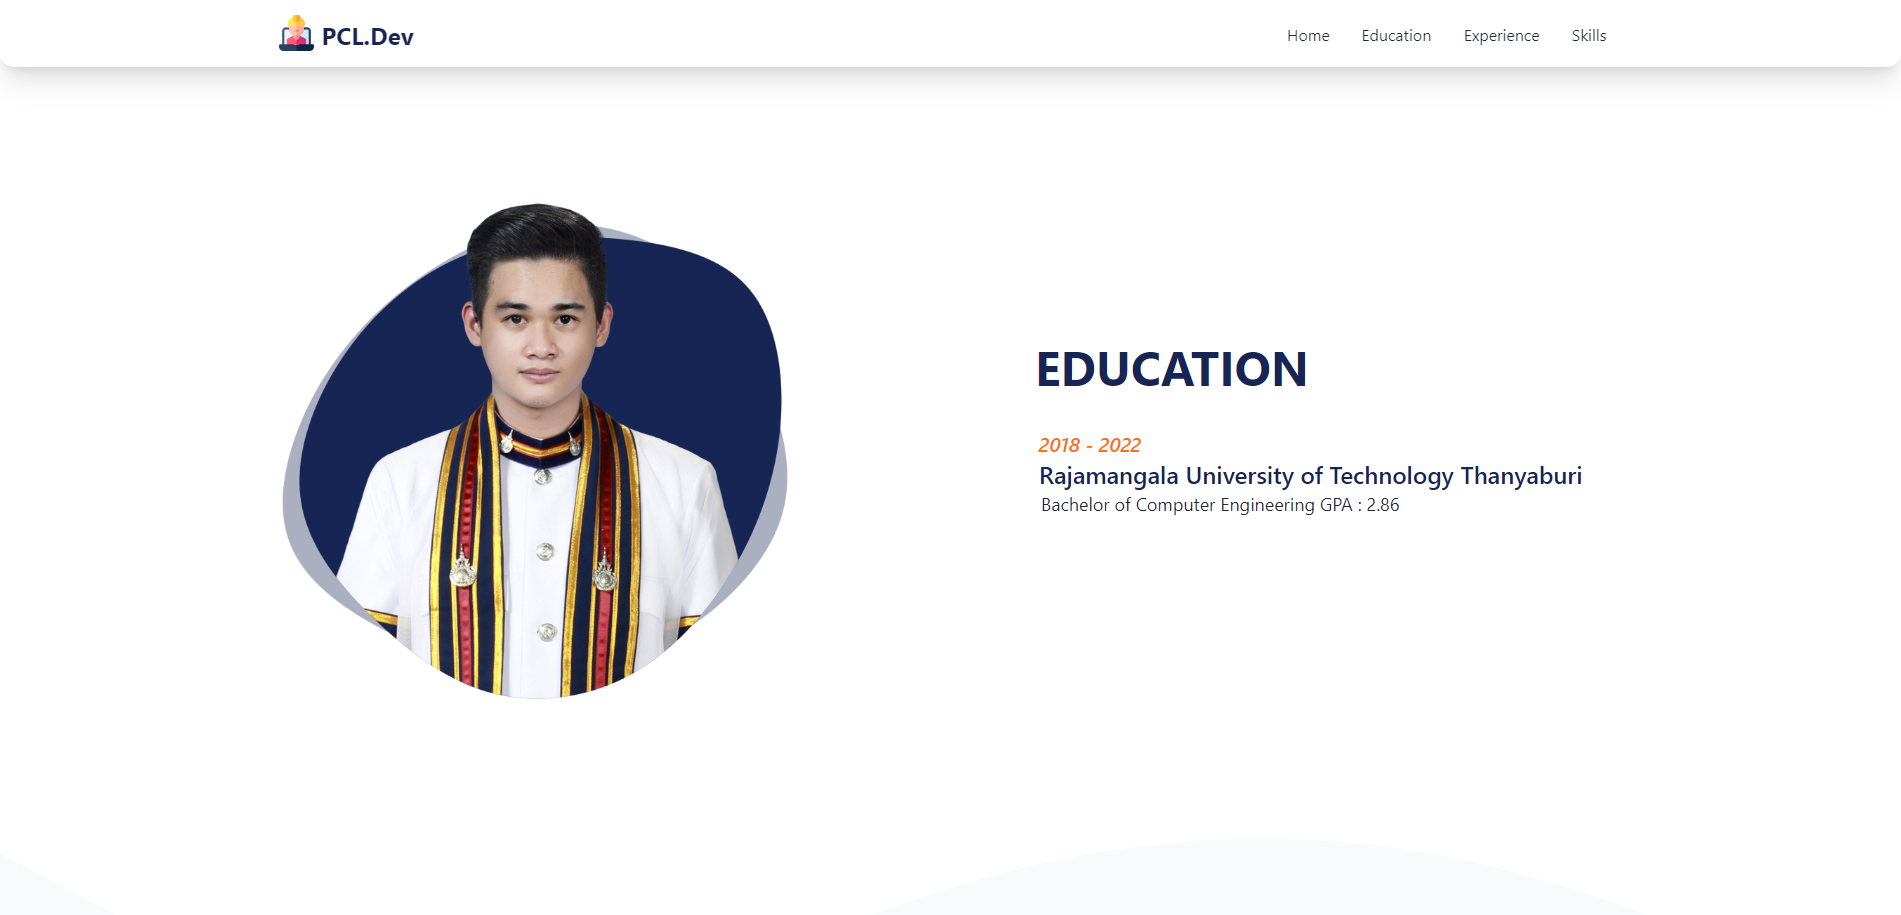 PCL.Dev
Home Education Experience Skills
EDUCATION
2018 - 2022
Rajamangala University of Technology Thanyaburi
Bachelor of Computer Engineering GPA : 2.86